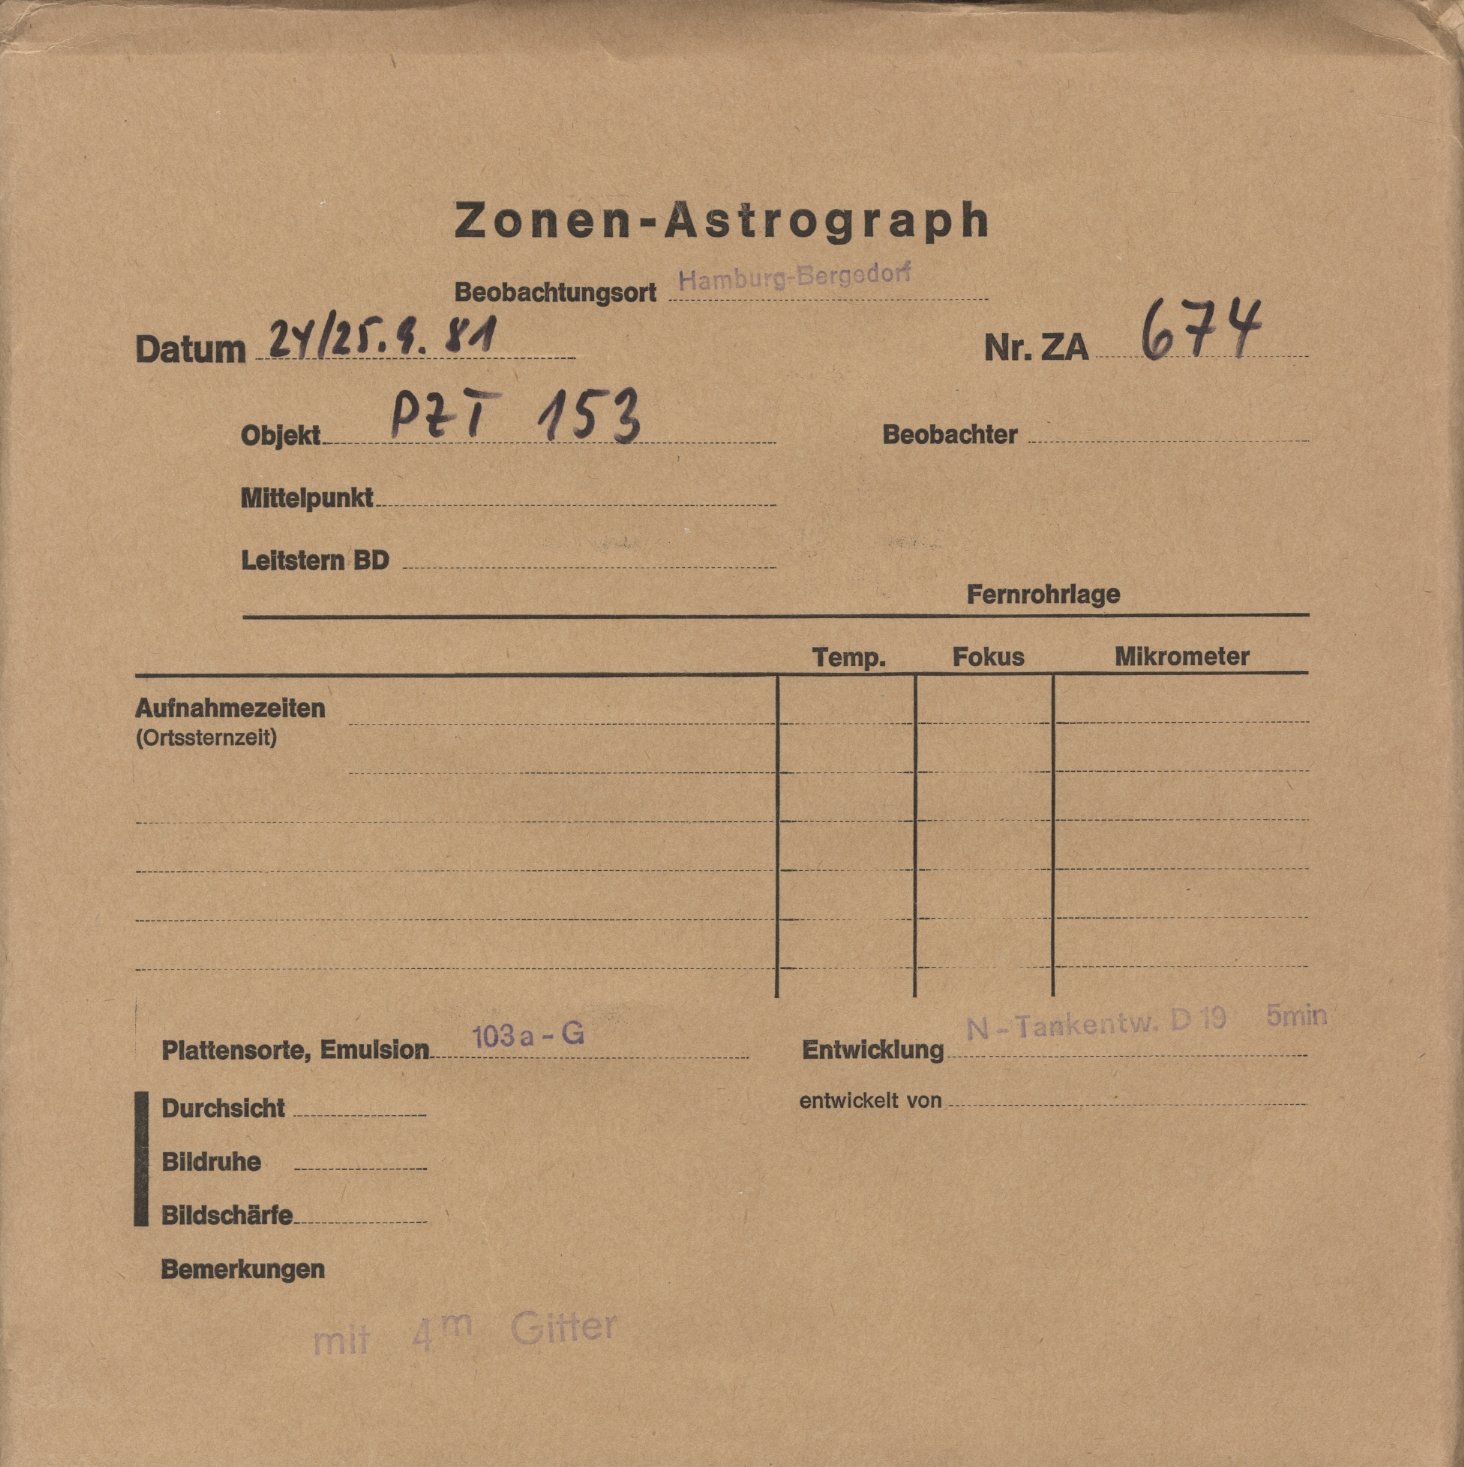 Zonen-Astrograph
Beobachtungsort Hamburg-Bergedorf
Datum 24/25.9.81 Nr. ZA 674
Objekt PZT 153 Beobachter
Mittelpunkt
Leitstern BD
Fernrohrlage
Temp. Fokus Mikrometer
Aufnahmezeiten
(Ortssternzeit)
Plattensorte, Emulsion 103a-G Entwicklung N-Tankentw. D19 5min
Durchsicht entwickelt von
Bildruhe
Bildschärfe
Bemerkungen
mit 4m Gitter